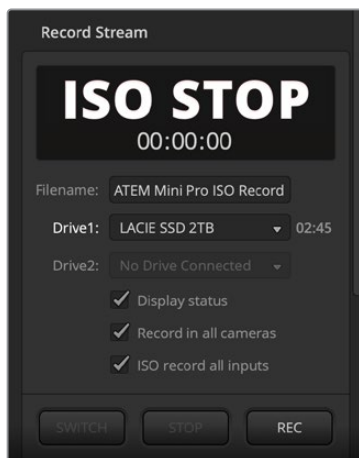 Record Stream
ISO STOP
00:00:00
Filename: ATEM Mini Pro ISO Record
Drive1: LACIE SSD 2TB 02:45
Drive2: No Drive Connected
Display status
Record in all cameras
ISO record all inputs
SWITCH STOP REC